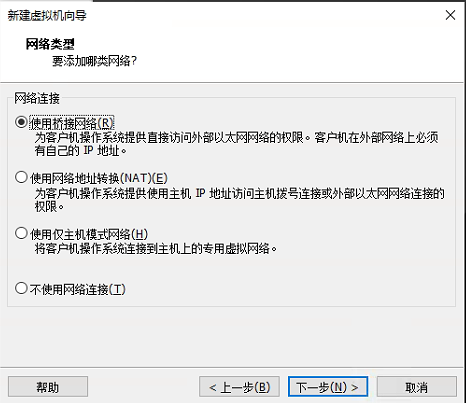 新建虚拟机向导
网络类型
要添加哪类网络?
网络连接
使用桥接网络(R)
为客户机操作系统提供直接访问外部以太网网络的权限。客户机在外部网络上必须
有自己的 IP 地址。
使用网络地址转换(NAT)(E)
为客户机操作系统提供使用主机 IP 地址访问主机拨号连接或外部以太网网络连接的
权限。
使用仅主机模式网络(H)
将客户机操作系统连接到主机上的专用虚拟网络。
不使用网络连接(T)
帮助
< 上一步(B)
下一步(N) >
取消